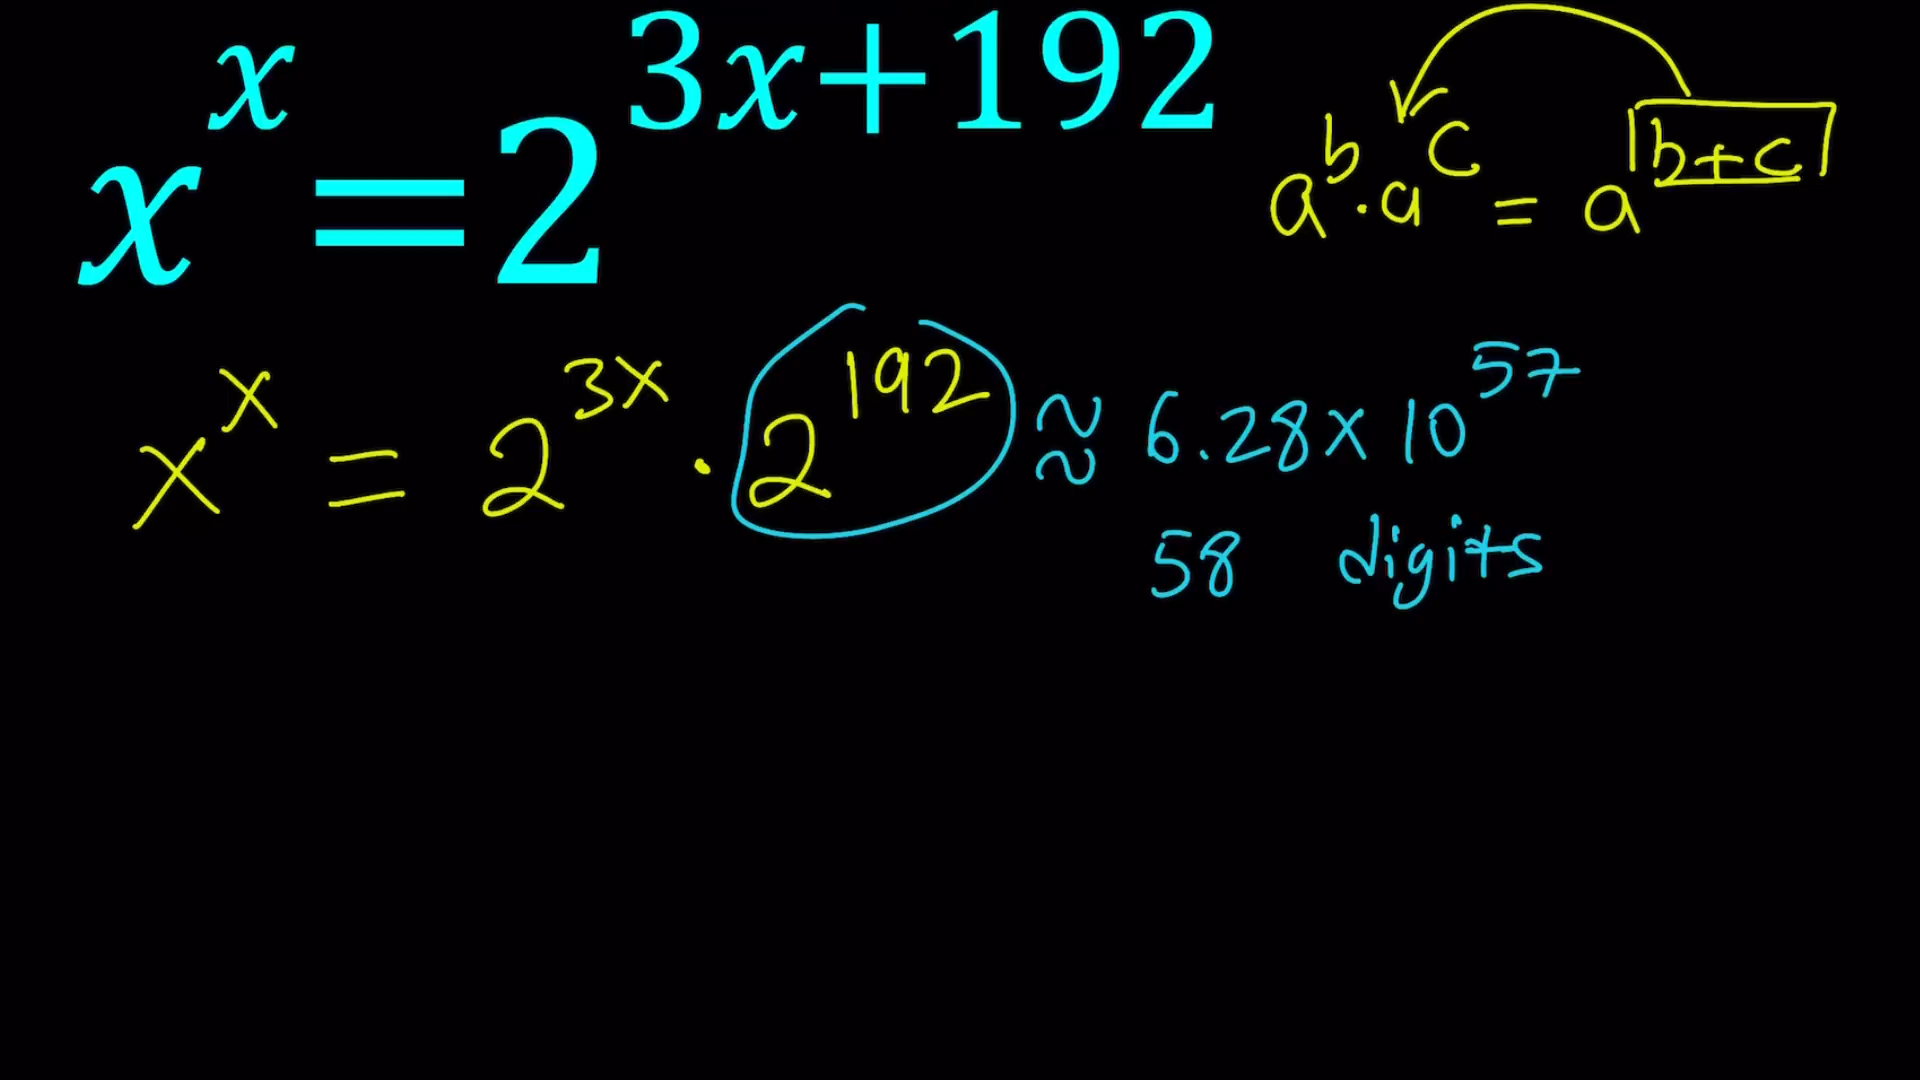 x^x = 2^{3x+192}
a^b · a^c = a^{b+c}
x^x = 2^{3x} · 2^{192} ≈ 6.28 x 10^{57}
58 digits